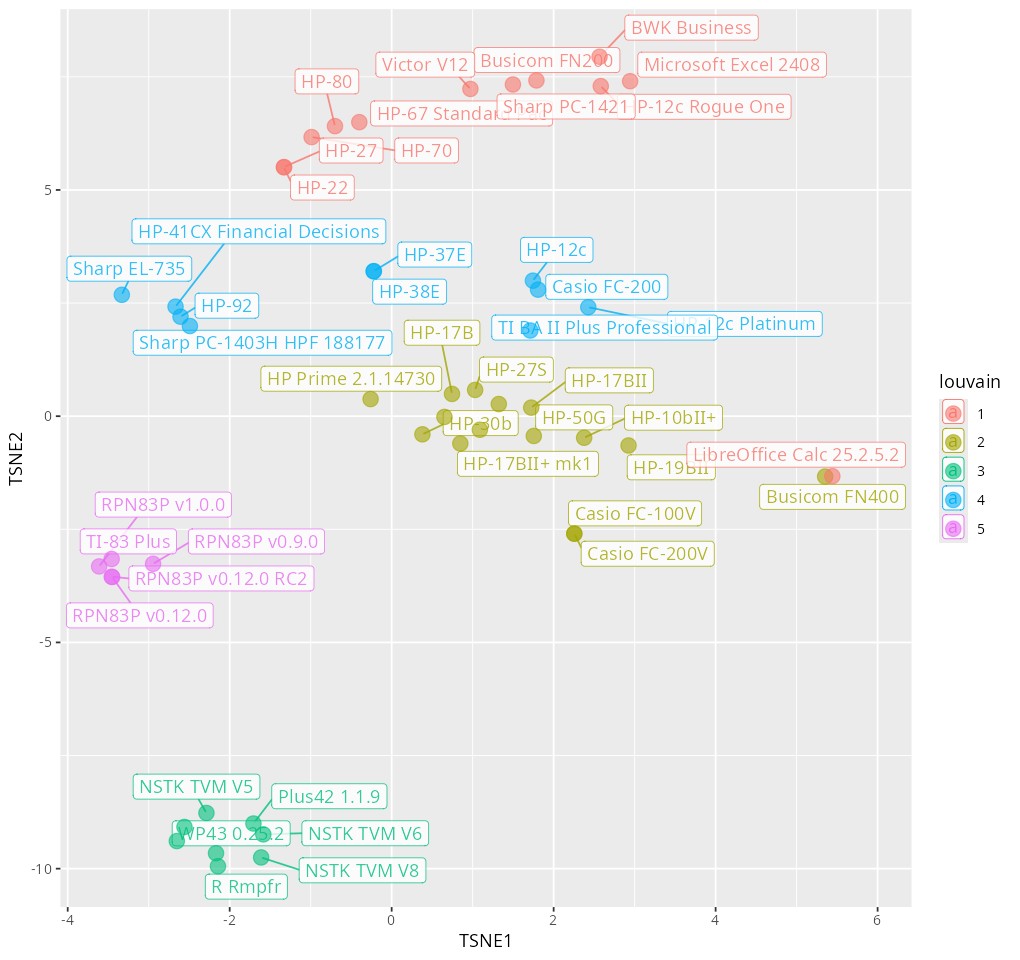 BWK Business
Victor V12
Busicom FN200
Microsoft Excel 2408
HP-80
HP-67 Standard
Sharp PC-1421
P-12c Rogue One
HP-27
HP-70
HP-22
5
HP-41CX Financial Decisions
HP-37E
HP-12c
Sharp EL-735
HP-38E
Casio FC-200
HP-92
TI BA II Plus Professional
2c Platinum
Sharp PC-1403H HPF 188177
HP-17B
HP-27S
HP Prime 2.1.14730
HP-17BII
louvain
a 1
a 2
a 3
a 4
a 5
0
HP-30b
HP-50G
HP-10bII+
HP-17BII+ mk1
HP-19BII
LibreOffice Calc 25.2.5.2
Busicom FN400
TSNE2
RPN83P v1.0.0
Casio FC-100V
TI-83 Plus
RPN83P v0.9.0
Casio FC-200V
RPN83P v0.12.0 RC2
RPN83P v0.12.0
-5
NSTK TVM V5
Plus42 1.1.9
WP43 0.25.2
NSTK TVM V6
-10
NSTK TVM V8
R Rmpfr
-4
-2
0
2
4
6
TSNE1